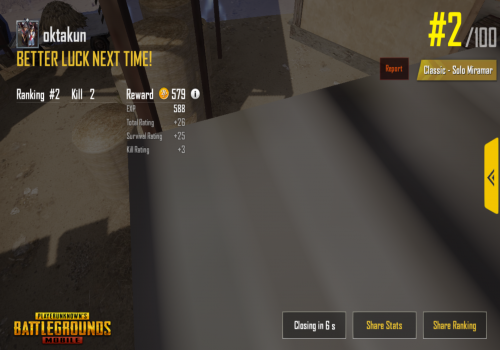 oktakun
BETTER LUCK NEXT TIME!
#2/100
Report
Classic - Solo Miramar
Ranking #2 Kill 2 Reward 579
EXP 588
Total Rating +26
Survival Rating +25
Kill Rating +3
PLAYERUNKNOWN'S
BATTLEGROUNDS
MOBILE
Closing in 6 s
Share Stats
Share Ranking